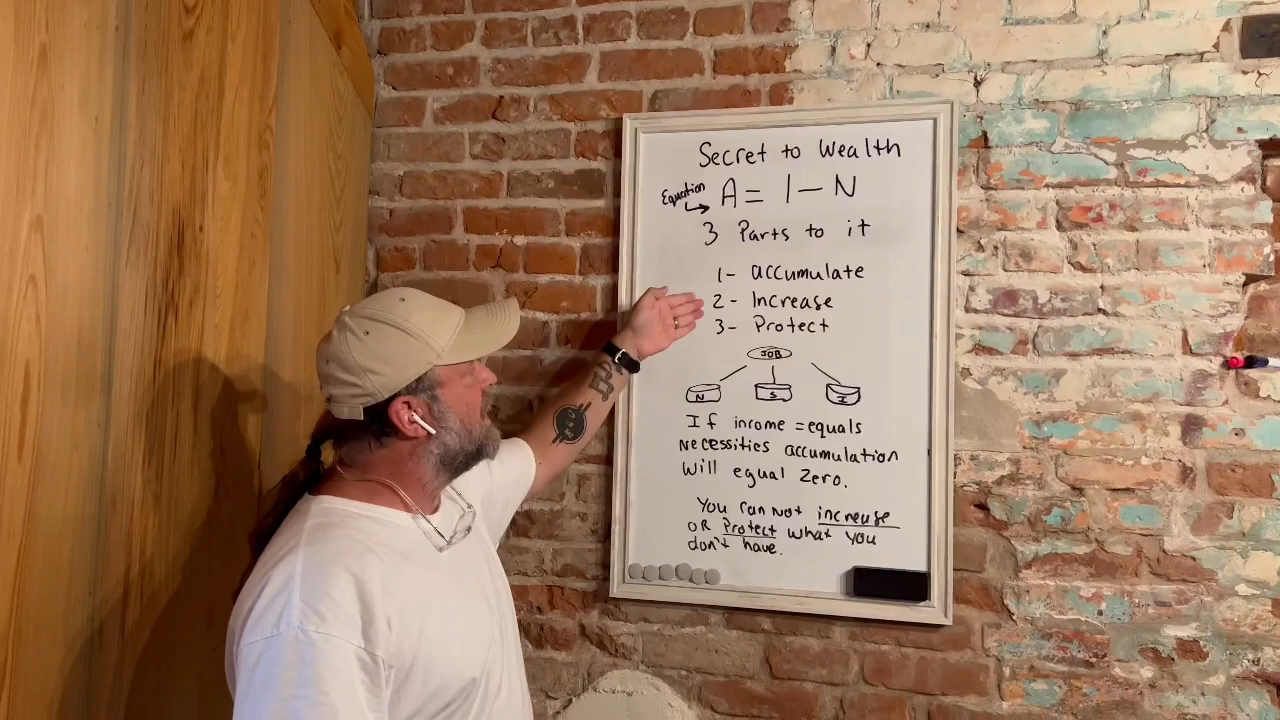 Secret to Wealth
Equation
A = I - N
3 Parts to it
1- accumulate
2- Increase
3- Protect
JOB
N S I
If income = equals
necessities accumulation
will equal zero.
You can not increase
OR Protect what you
don't have.